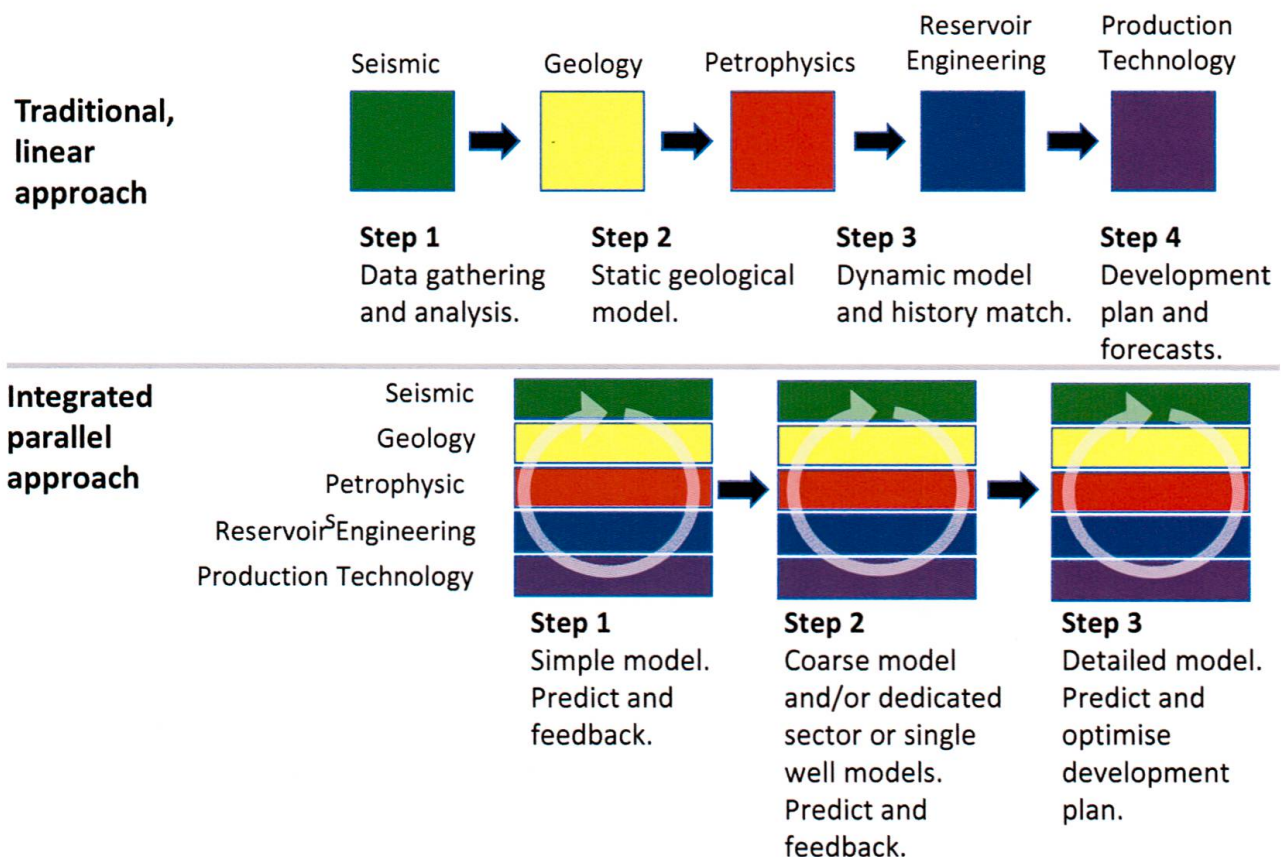 Traditional,
linear
approach
Seismic
Geology
Petrophysics
Reservoir
Engineering
Production
Technology
Step 1
Data gathering
and analysis.
Step 2
Static geological
model.
Step 3
Dynamic model
and history match.
Step 4
Development
plan and
forecasts.
Integrated
parallel
approach
Seismic
Geology
Petrophysic
s
Reservoir Engineering
Production Technology
Step 1
Simple model.
Predict and
feedback.
Step 2
Coarse model
and/or dedicated
sector or single
well models.
Predict and
feedback.
Step 3
Detailed model.
Predict and
optimise
development
plan.